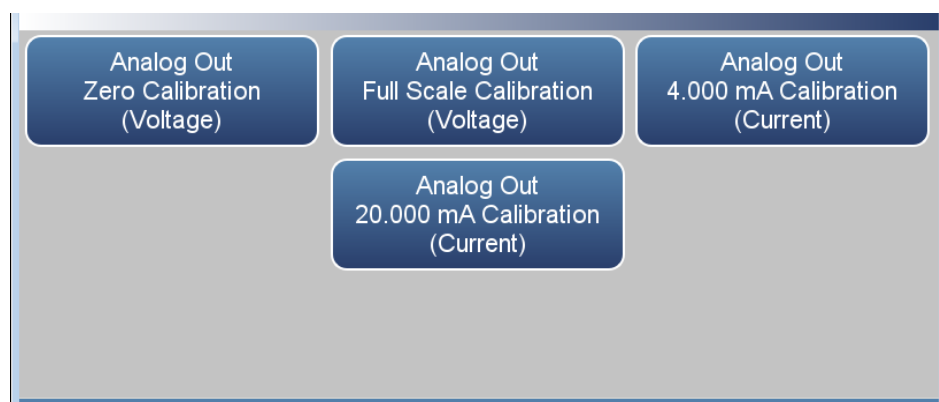 Analog Out
Zero Calibration
(Voltage)
Analog Out
Full Scale Calibration
(Voltage)
Analog Out
4.000 mA Calibration
(Current)
Analog Out
20.000 mA Calibration
(Current)